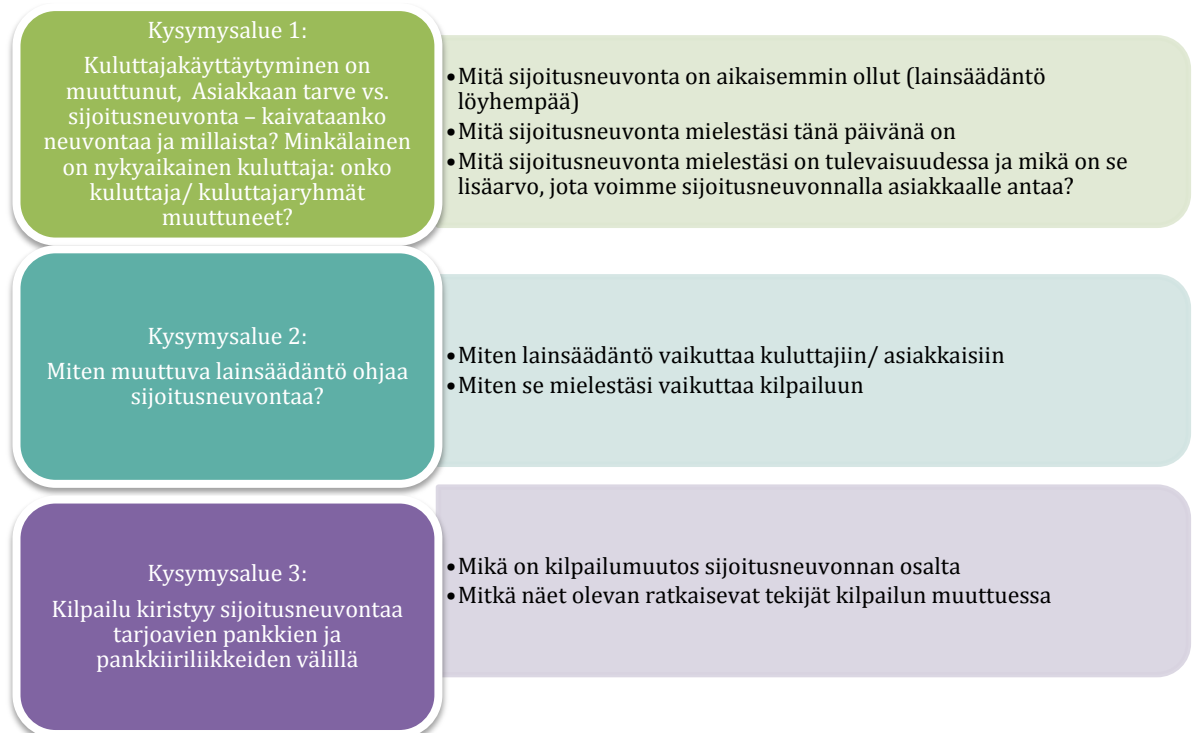 Kysymysalue 1:
Kuluttajakäyttäytyminen on
muuttunut, Asiakkaan tarve vs.
sijoitusneuvonta – kaivataanko
neuvontaa ja millaista? Minkälainen
on nykyaikainen kuluttaja: onko
kuluttaja/ kuluttajaryhmät
muuttuneet?
•Mitä sijoitusneuvonta on aikaisemmin ollut (lainsäädäntö
löyhempää)
•Mitä sijoitusneuvonta mielestäsi tänä päivänä on
•Mitä sijoitusneuvonta mielestäsi on tulevaisuudessa ja mikä on se
lisäarvo, jota voimme sijoitusneuvonnalla asiakkaalle antaa?
Kysymysalue 2:
Miten muuttuva lainsäädäntö ohjaa
sijoitusneuvontaa?
•Miten lainsäädäntö vaikuttaa kuluttajiin/ asiakkaisiin
•Miten se mielestäsi vaikuttaa kilpailuun
Kysymysalue 3:
Kilpailu kiristyy sijoitusneuvontaa
tarjoavien pankkien ja
pankkiiriliikkeiden välillä
•Mikä on kilpailumuutos sijoitusneuvonnan osalta
•Mitkä näet olevan ratkaisevat tekijät kilpailun muuttuessa